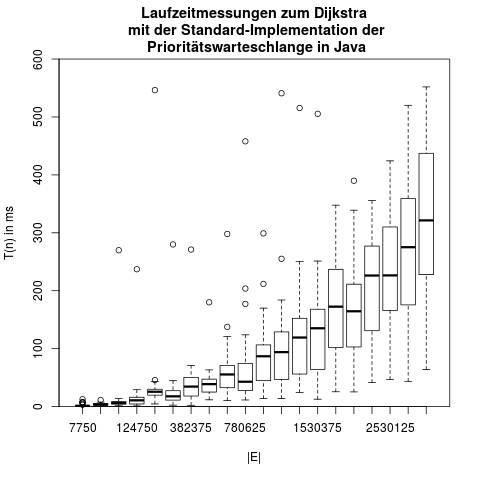 Laufzeitmessungen zum Dijkstra
mit der Standard-Implementation der
Prioritätswarteschlange in Java
600
500
400
300
200
100
0
T(n) in ms
7750 124750 382375 780625 1530375 2530125
|E|